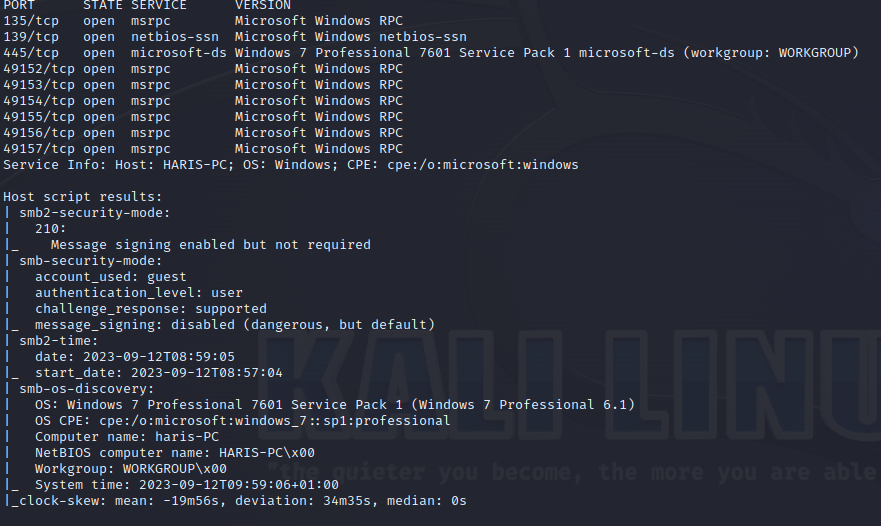 PORT      STATE SERVICE      VERSION
135/tcp   open  msrpc        Microsoft Windows RPC
139/tcp   open  netbios-ssn  Microsoft Windows netbios-ssn
445/tcp   open  microsoft-ds Windows 7 Professional 7601 Service Pack 1 microsoft-ds (workgroup: WORKGROUP)
49152/tcp open  msrpc        Microsoft Windows RPC
49153/tcp open  msrpc        Microsoft Windows RPC
49154/tcp open  msrpc        Microsoft Windows RPC
49155/tcp open  msrpc        Microsoft Windows RPC
49156/tcp open  msrpc        Microsoft Windows RPC
49157/tcp open  msrpc        Microsoft Windows RPC
Service Info: Host: HARIS-PC; OS: Windows; CPE: cpe:/o:microsoft:windows

Host script results:
| smb2-security-mode:
|   210:
|_    Message signing enabled but not required
| smb-security-mode:
|   account_used: guest
|   authentication_level: user
|   challenge_response: supported
|_  message_signing: disabled (dangerous, but default)
| smb2-time:
|   date: 2023-09-12T08:59:05
|_  start_date: 2023-09-12T08:57:04
| smb-os-discovery:
|   OS: Windows 7 Professional 7601 Service Pack 1 (Windows 7 Professional 6.1)
|   OS CPE: cpe:/o:microsoft:windows_7::sp1:professional
|   Computer name: haris-PC
|   NetBIOS computer name: HARIS-PC\x00
|   Workgroup: WORKGROUP\x00
|_  System time: 2023-09-12T09:59:06+01:00
|_clock-skew: mean: -19m56s, deviation: 34m35s, median: 0s
KALI LINU
"the quieter you become, the more you are able